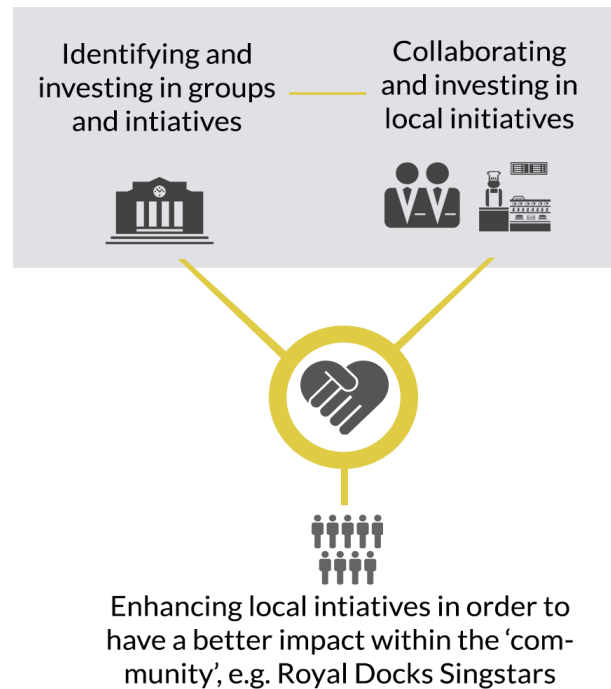 Identifying and
investing in groups
and intiatives
Collaborating
and investing in
local initiatives
Enhancing local intiatives in order to
have a better impact within the ‘com-
munity’, e.g. Royal Docks Singstars